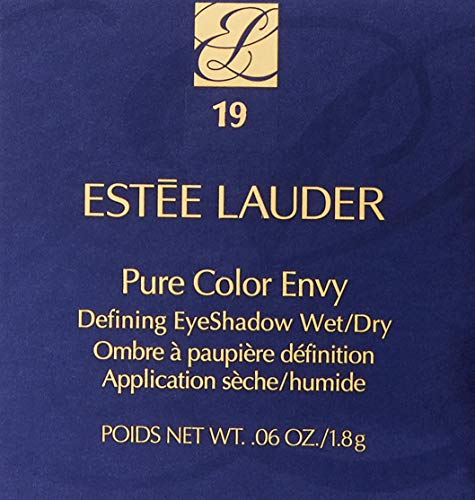 EL
19
ESTĒE LAUDER
Pure Color Envy
Defining EyeShadow Wet/Dry
Ombre à paupière définition
Application sèche/humide
POIDS NET WT. .06 OZ./1.8g